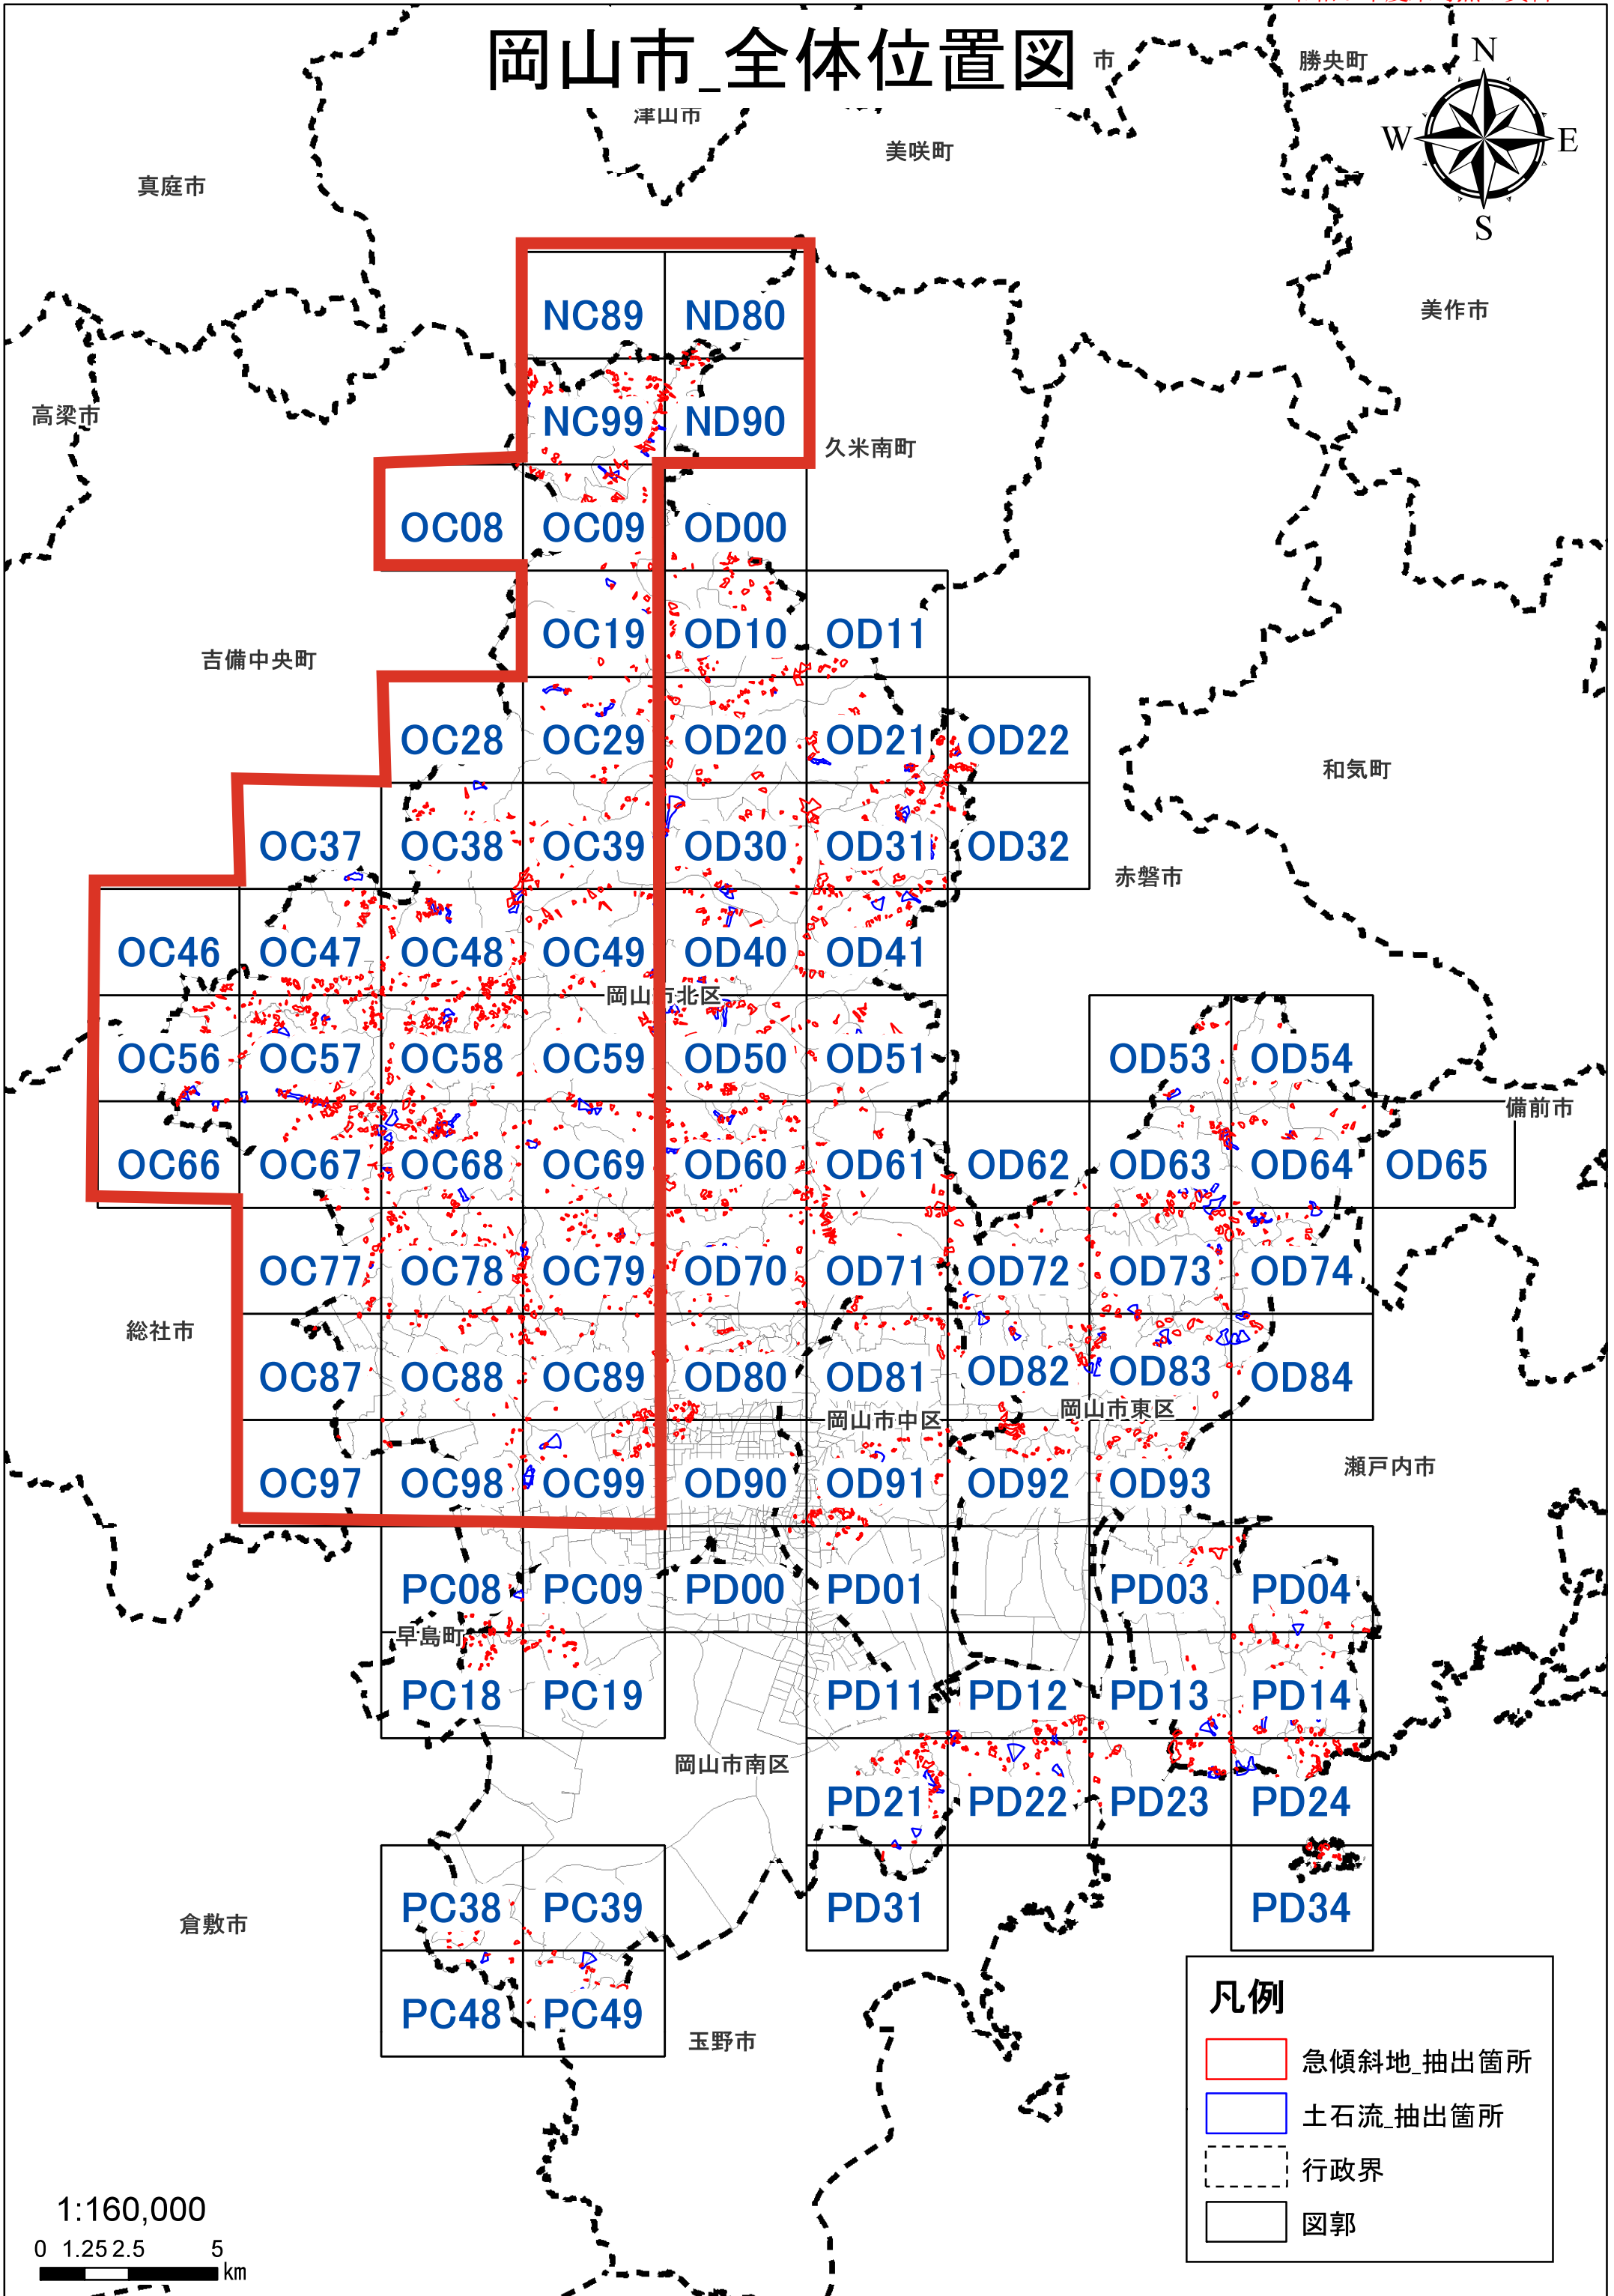 岡山市_全体位置図
市
勝央町
津山市
美咲町
真庭市
N
W
E
S
美作市
高梁市
久米南町
吉備中央町
和気町
赤磐市
備前市
総社市
瀬戸内市
倉敷市
玉野市
早島町
岡山市北区
岡山市中区
岡山市東区
岡山市南区
NC89 ND80
NC99 ND90
OC08 OC09 OD00
OC19 OD10 OD11
OC28 OC29 OD20 OD21 OD22
OC37 OC38 OC39 OD30 OD31 OD32
OC46 OC47 OC48 OC49 OD40 OD41
OC56 OC57 OC58 OC59 OD50 OD51 OD53 OD54
OC66 OC67 OC68 OC69 OD60 OD61 OD62 OD63 OD64 OD65
OC77 OC78 OC79 OD70 OD71 OD72 OD73 OD74
OC87 OC88 OC89 OD80 OD81 OD82 OD83 OD84
OC97 OC98 OC99 OD90 OD91 OD92 OD93
PC08 PC09 PD00 PD01 PD03 PD04
PC18 PC19 PD11 PD12 PD13 PD14
PD21 PD22 PD23 PD24
PC38 PC39 PD31 PD34
PC48 PC49
凡例
急傾斜地_抽出箇所
土石流_抽出箇所
行政界
図郭
1:160,000
0 1.25 2.5 5
km